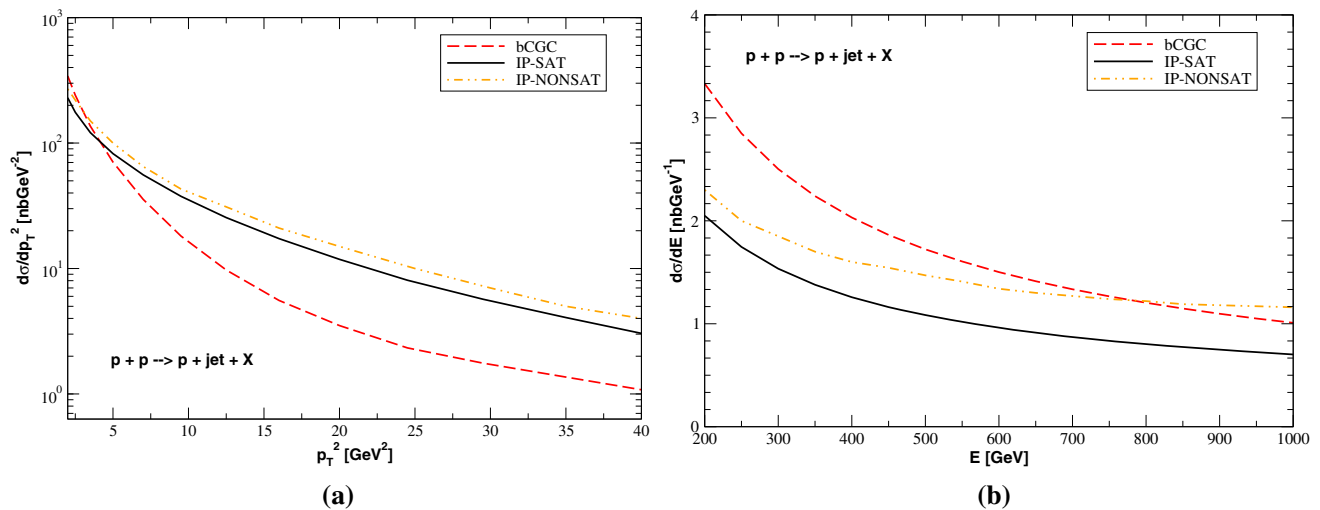 10^3
10^2
10^1
10^0
dσ/dp_T^2 [nbGeV^-2]
bCGC
IP-SAT
IP-NONSAT
p + p --> p + jet + X
5 10 15 20 25 30 35 40
p_T^2 [GeV^2]
(a)
4
3
2
1
0
dσ/dE [nbGeV^-1]
p + p --> p + jet + X
bCGC
IP-SAT
IP-NONSAT
200 300 400 500 600 700 800 900 1000
E [GeV]
(b)